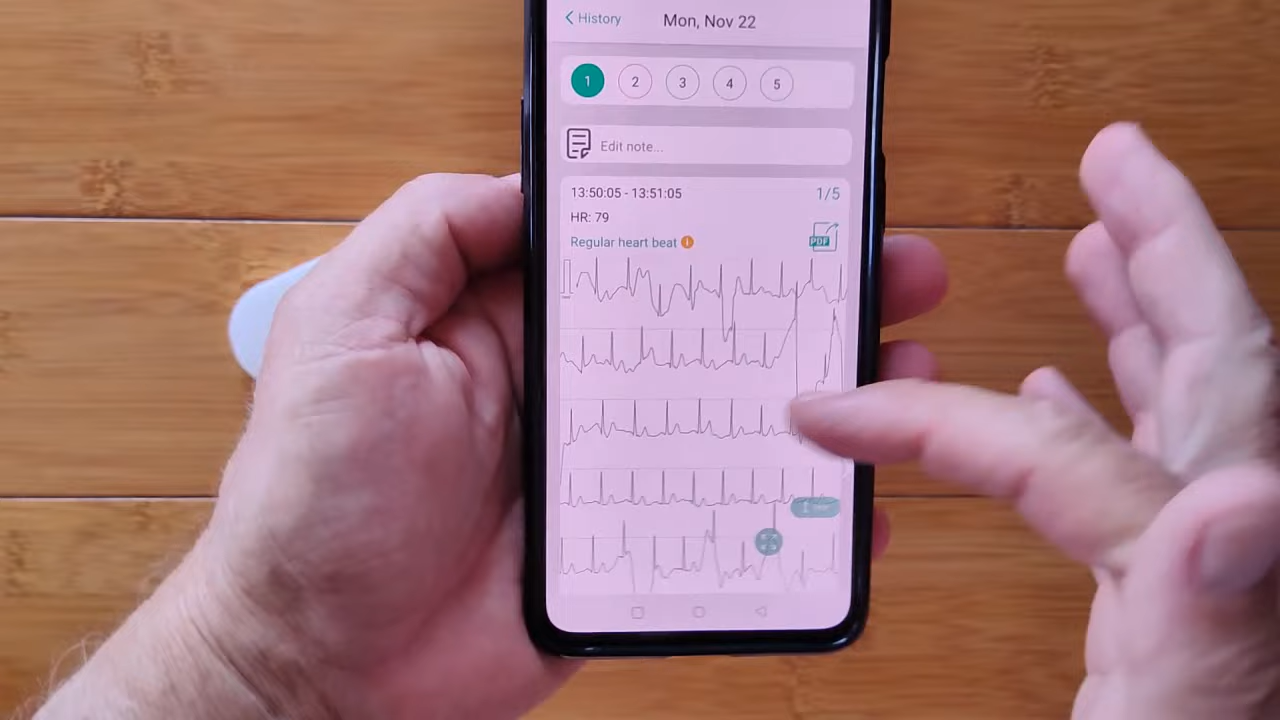 History Mon, Nov 22
1 2 3 4 5
Edit note...
13:50:05 - 13:51:05 1/5
HR: 79
Regular heart beat
PDF